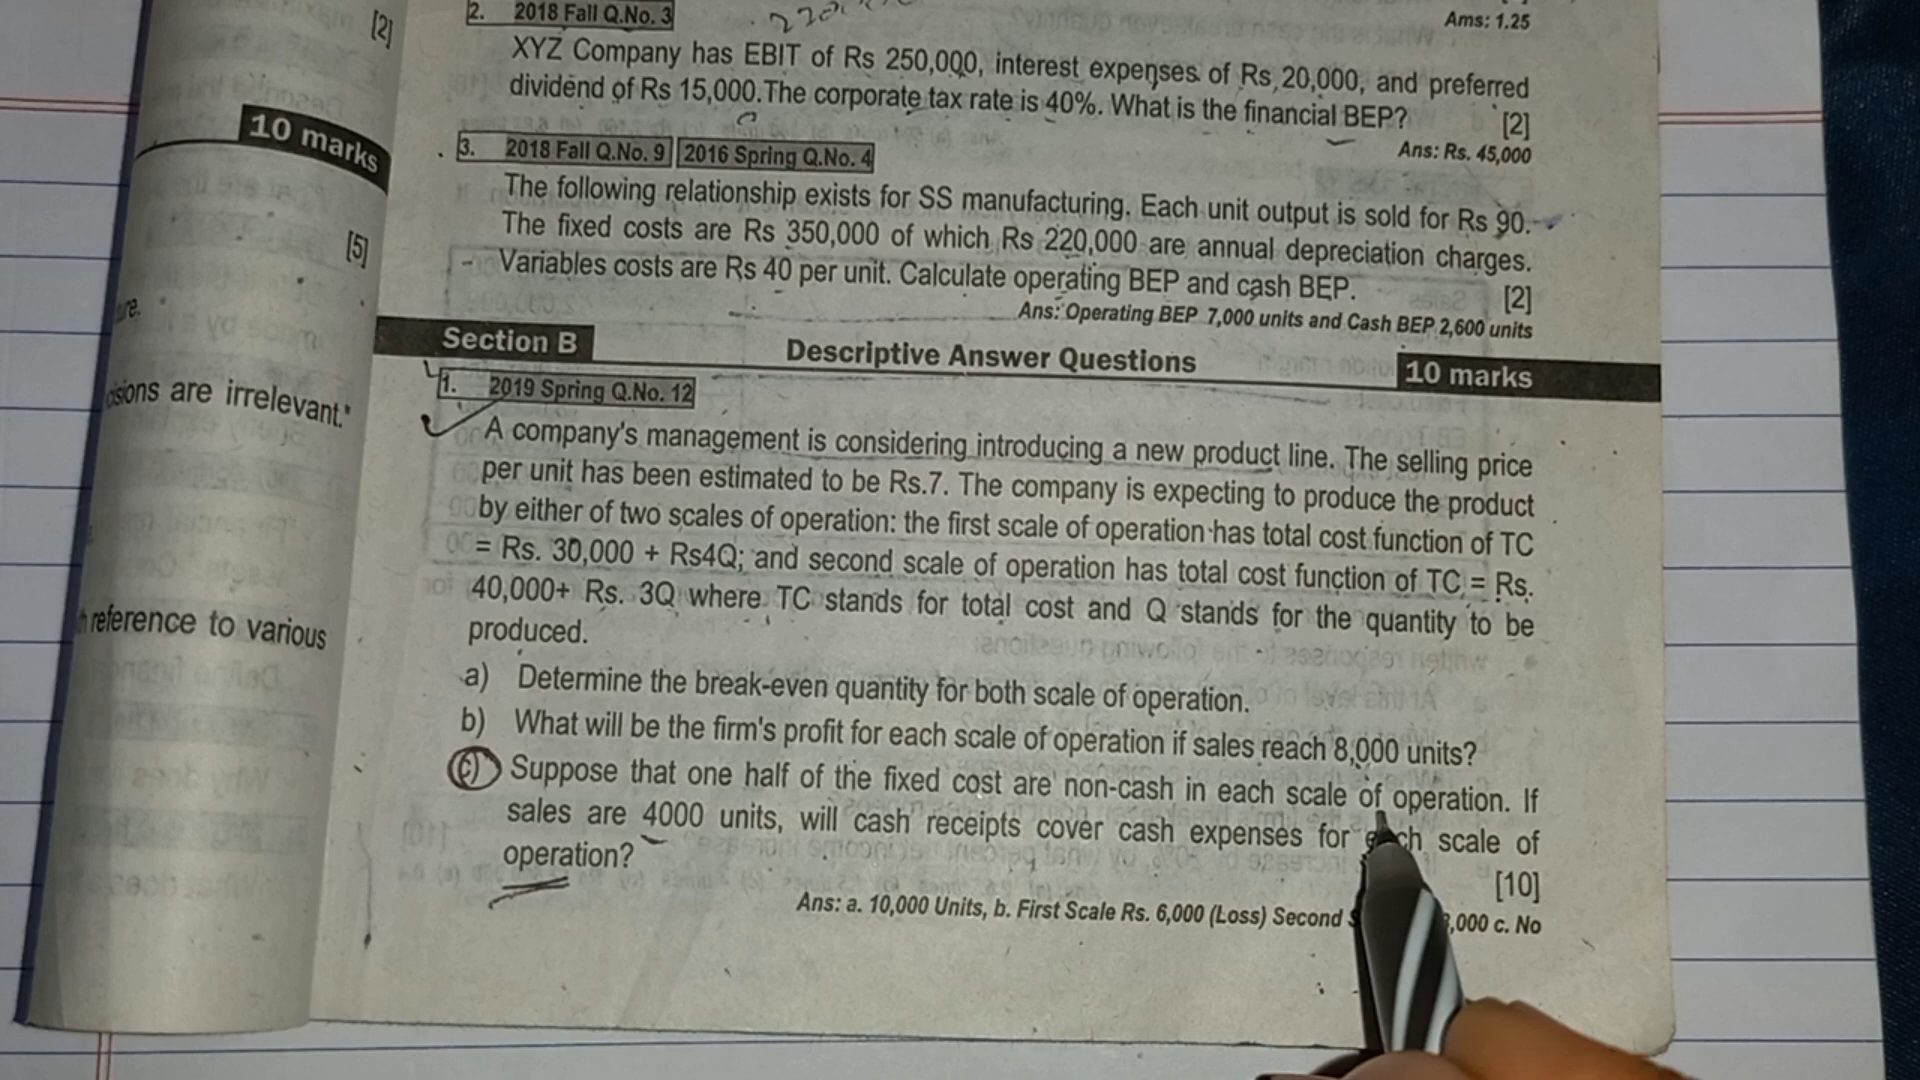 [2]
10 marks
[5]
re.
sions are irrelevant."
reference to various
2. 2018 Fall Q.No. 3
Ams: 1.25
XYZ Company has EBIT of Rs 250,000, interest expenses of Rs 20,000, and preferred
dividend of Rs 15,000.The corporate tax rate is 40%. What is the financial BEP?
[2]
Ans: Rs. 45,000
3. 2018 Fall Q.No. 9 2016 Spring Q.No. 4
The following relationship exists for SS manufacturing. Each unit output is sold for Rs 90.
The fixed costs are Rs 350,000 of which Rs 220,000 are annual depreciation charges.
Variables costs are Rs 40 per unit. Calculate operating BEP and cash BEP.
[2]
Ans: Operating BEP 7,000 units and Cash BEP 2,600 units
Section B Descriptive Answer Questions 10 marks
1. 2019 Spring Q.No. 12
A company's management is considering introducing a new product line. The selling price
per unit has been estimated to be Rs.7. The company is expecting to produce the product
by either of two scales of operation: the first scale of operation has total cost function of TC
= Rs. 30,000 + Rs4Q; and second scale of operation has total cost function of TC = Rs.
40,000+ Rs. 3Q where TC stands for total cost and Q stands for the quantity to be
produced.
a) Determine the break-even quantity for both scale of operation.
b) What will be the firm's profit for each scale of operation if sales reach 8,000 units?
c) Suppose that one half of the fixed cost are non-cash in each scale of operation. If
sales are 4000 units, will cash receipts cover cash expenses for each scale of
operation?
[10]
Ans: a. 10,000 Units, b. First Scale Rs. 6,000 (Loss) Second ,000 c. No